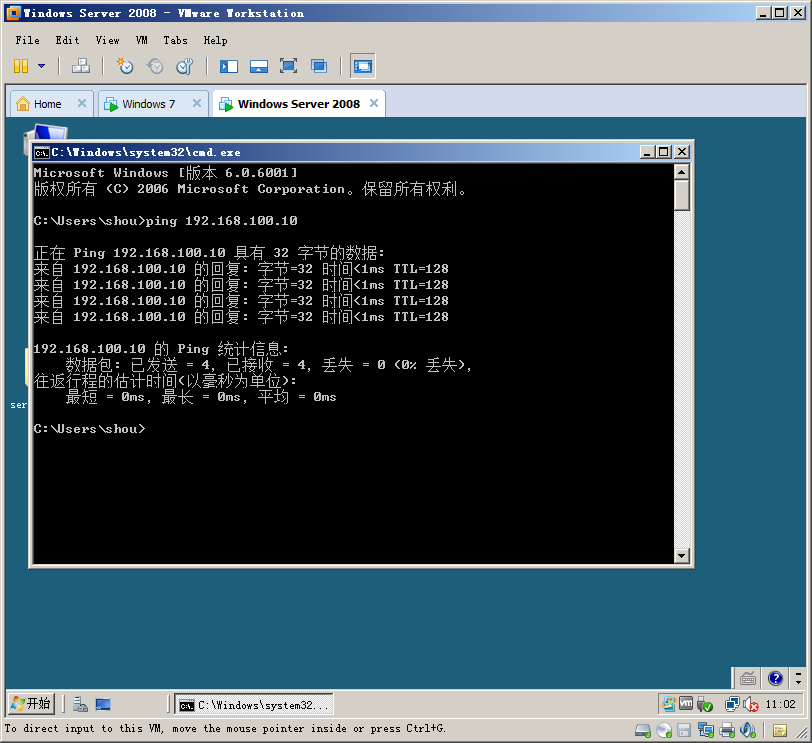 Windows Server 2008 - VMware Workstation
File Edit View VM Tabs Help
Home Windows 7 Windows Server 2008
C:\Windows\system32\cmd.exe
Microsoft Windows [版本 6.0.6001]
版权所有 (C) 2006 Microsoft Corporation。保留所有权利。
C:\Users\shou>ping 192.168.100.10
正在 Ping 192.168.100.10 具有 32 字节的数据:
来自 192.168.100.10 的回复: 字节=32 时间<1ms TTL=128
来自 192.168.100.10 的回复: 字节=32 时间<1ms TTL=128
来自 192.168.100.10 的回复: 字节=32 时间<1ms TTL=128
来自 192.168.100.10 的回复: 字节=32 时间<1ms TTL=128
192.168.100.10 的 Ping 统计信息:
数据包: 已发送 = 4, 已接收 = 4, 丢失 = 0 (0% 丢失),
往返行程的估计时间(以毫秒为单位):
最短 = 0ms, 最长 = 0ms, 平均 = 0ms
ser
C:\Users\shou>
开始 C:\Windows\system32... 11:02
To direct input to this VM, move the mouse pointer inside or press Ctrl+G.